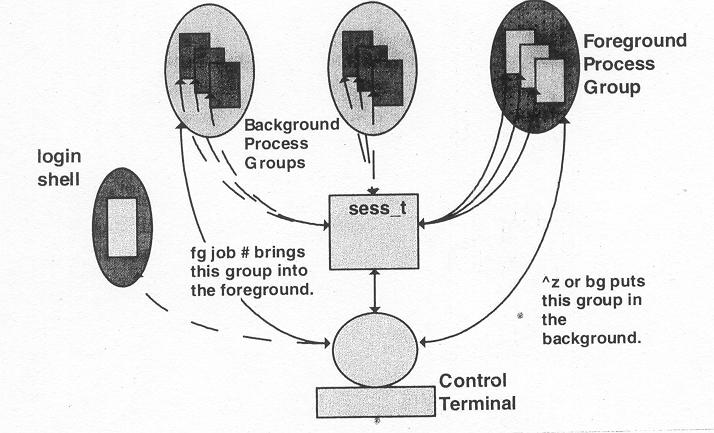 Foreground
Process
Group
Background
Process
Groups
login
shell
sess_t
fg job # brings
this group into
the foreground.
^z or bg puts
this group in
the
background.
Control
Terminal